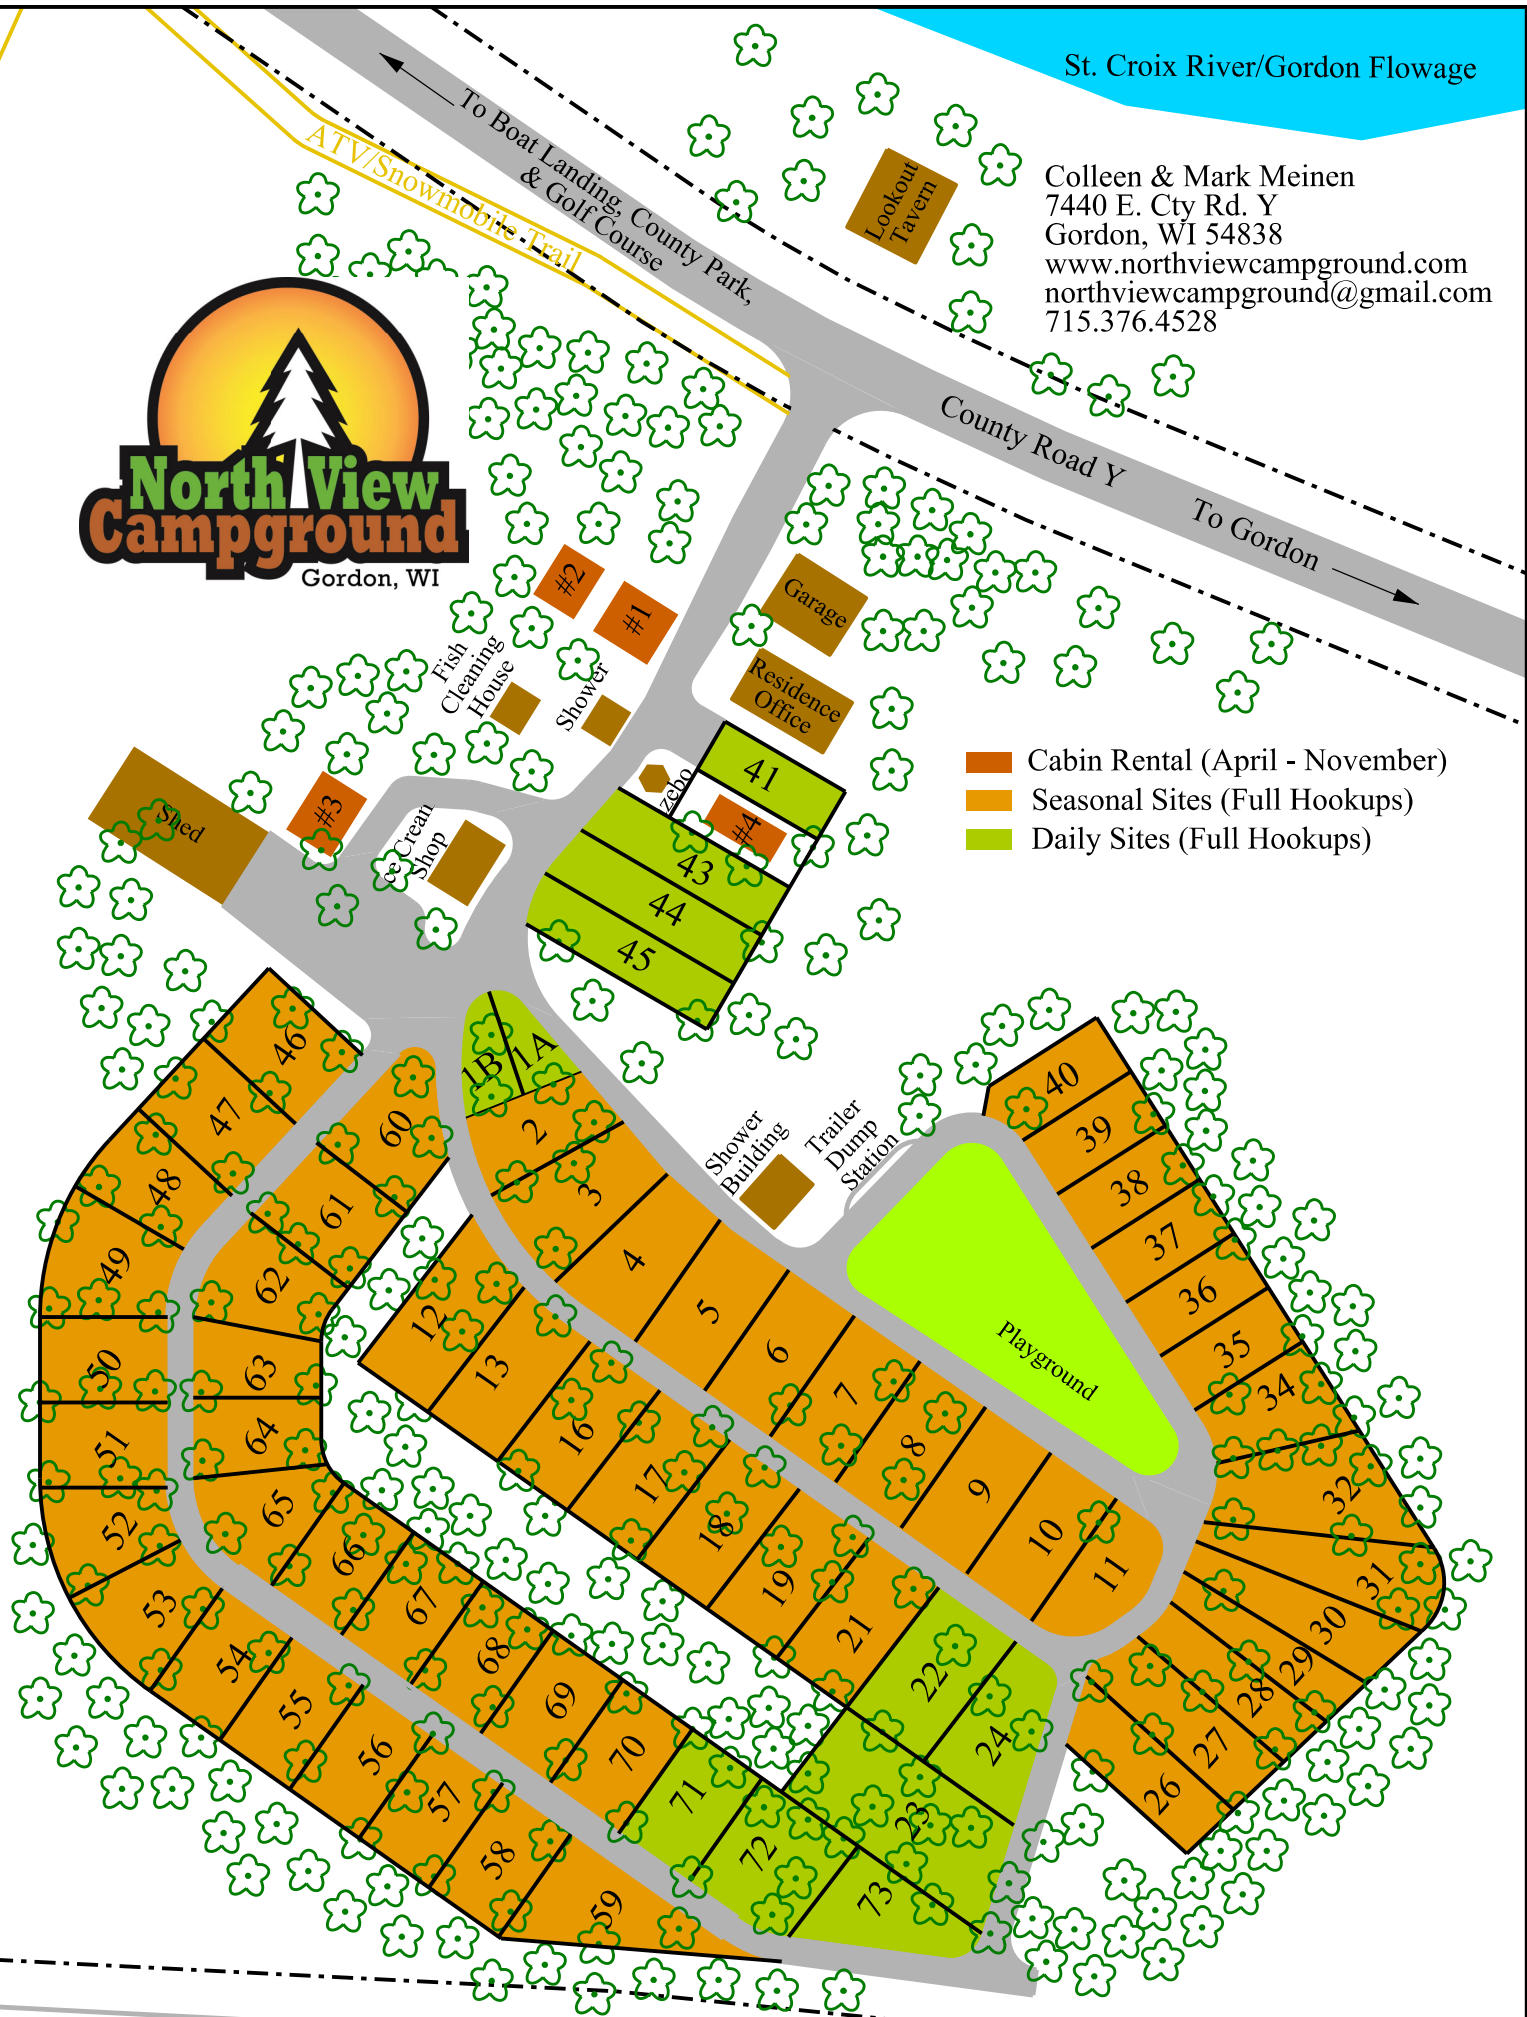 St. Croix River/Gordon Flowage
To Boat Landing, County Park,
& Golf Course
ATV/Snowmobile Trail
Lookout
Tavern
Colleen & Mark Meinen
7440 E. Cty Rd. Y
Gordon, WI 54838
www.northviewcampground.com
northviewcampground@gmail.com
715.376.4528
North View
Campground
Gordon, WI
County Road Y
To Gordon
#2
#1
Garage
Fish
Cleaning
House
Shower
Residence
Office
Cabin Rental (April - November)
Seasonal Sites (Full Hookups)
Daily Sites (Full Hookups)
Shed
#3
ce Crean
Shop
zebo
41
#4
43
44
45
1B
1A
46
47
48
49
50
51
52
53
54
55
56
57
58
59
60
61
62
63
64
65
66
67
68
69
70
71
72
73
2
3
4
5
6
7
8
9
10
11
12
13
16
17
18
19
21
22
23
24
Shower
Building
Trailer
Dump
Station
Playground
40
39
38
37
36
35
34
32
31
30
29
28
27
26